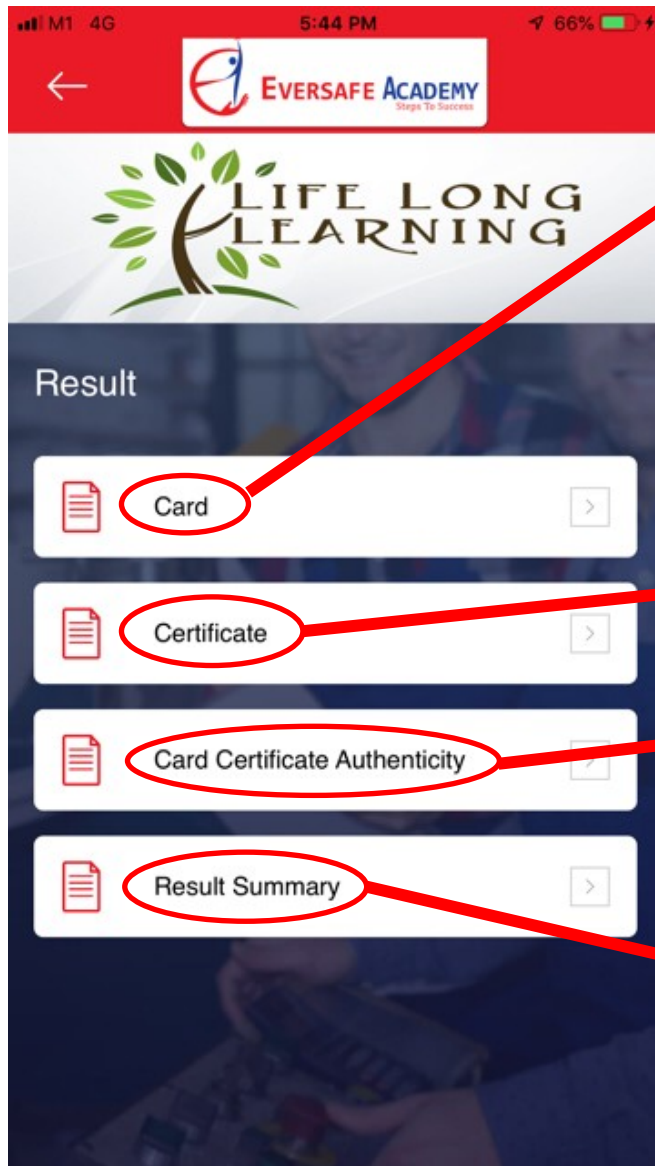 M1 4G 5:44 PM 66%
EVERSAFE ACADEMY
Steps To Success
LIFE LONG
LEARNING
Result
Card
Certificate
Card Certificate Authenticity
Result Summary